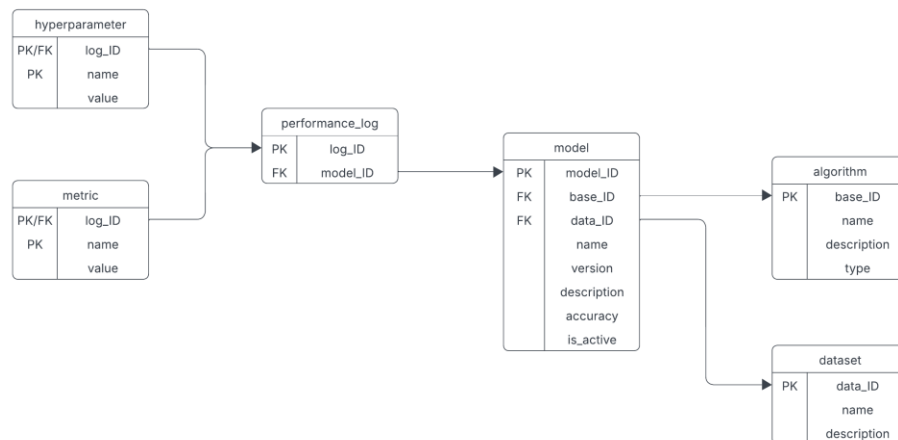 hyperparameter
PK/FK log_ID
PK name
value
metric
PK/FK log_ID
PK name
value
performance_log
PK log_ID
FK model_ID
model
PK model_ID
FK base_ID
FK data_ID
name
version
description
accuracy
is_active
algorithm
PK base_ID
name
description
type
dataset
PK data_ID
name
description